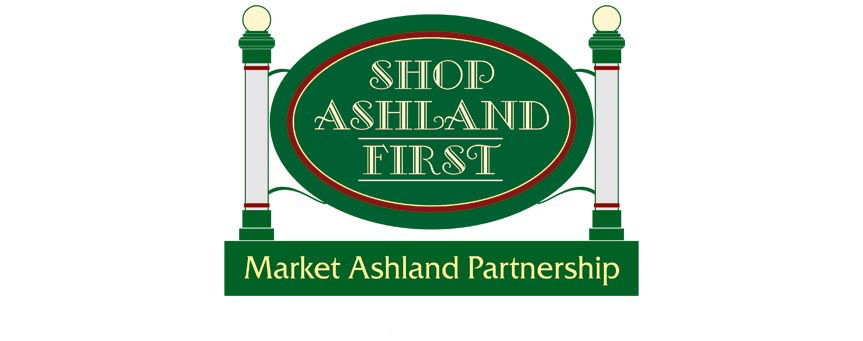 SHOP
ASHLAND
FIRST
Market Ashland Partnership